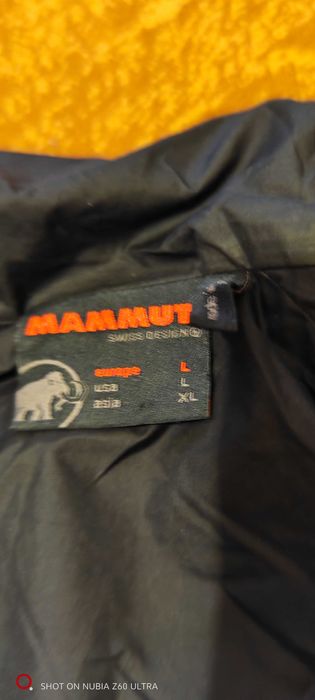 MAMMUT
SWISS DESIGN
europe L
usa L
asia XL
SHOT ON NUBIA Z60 ULTRA